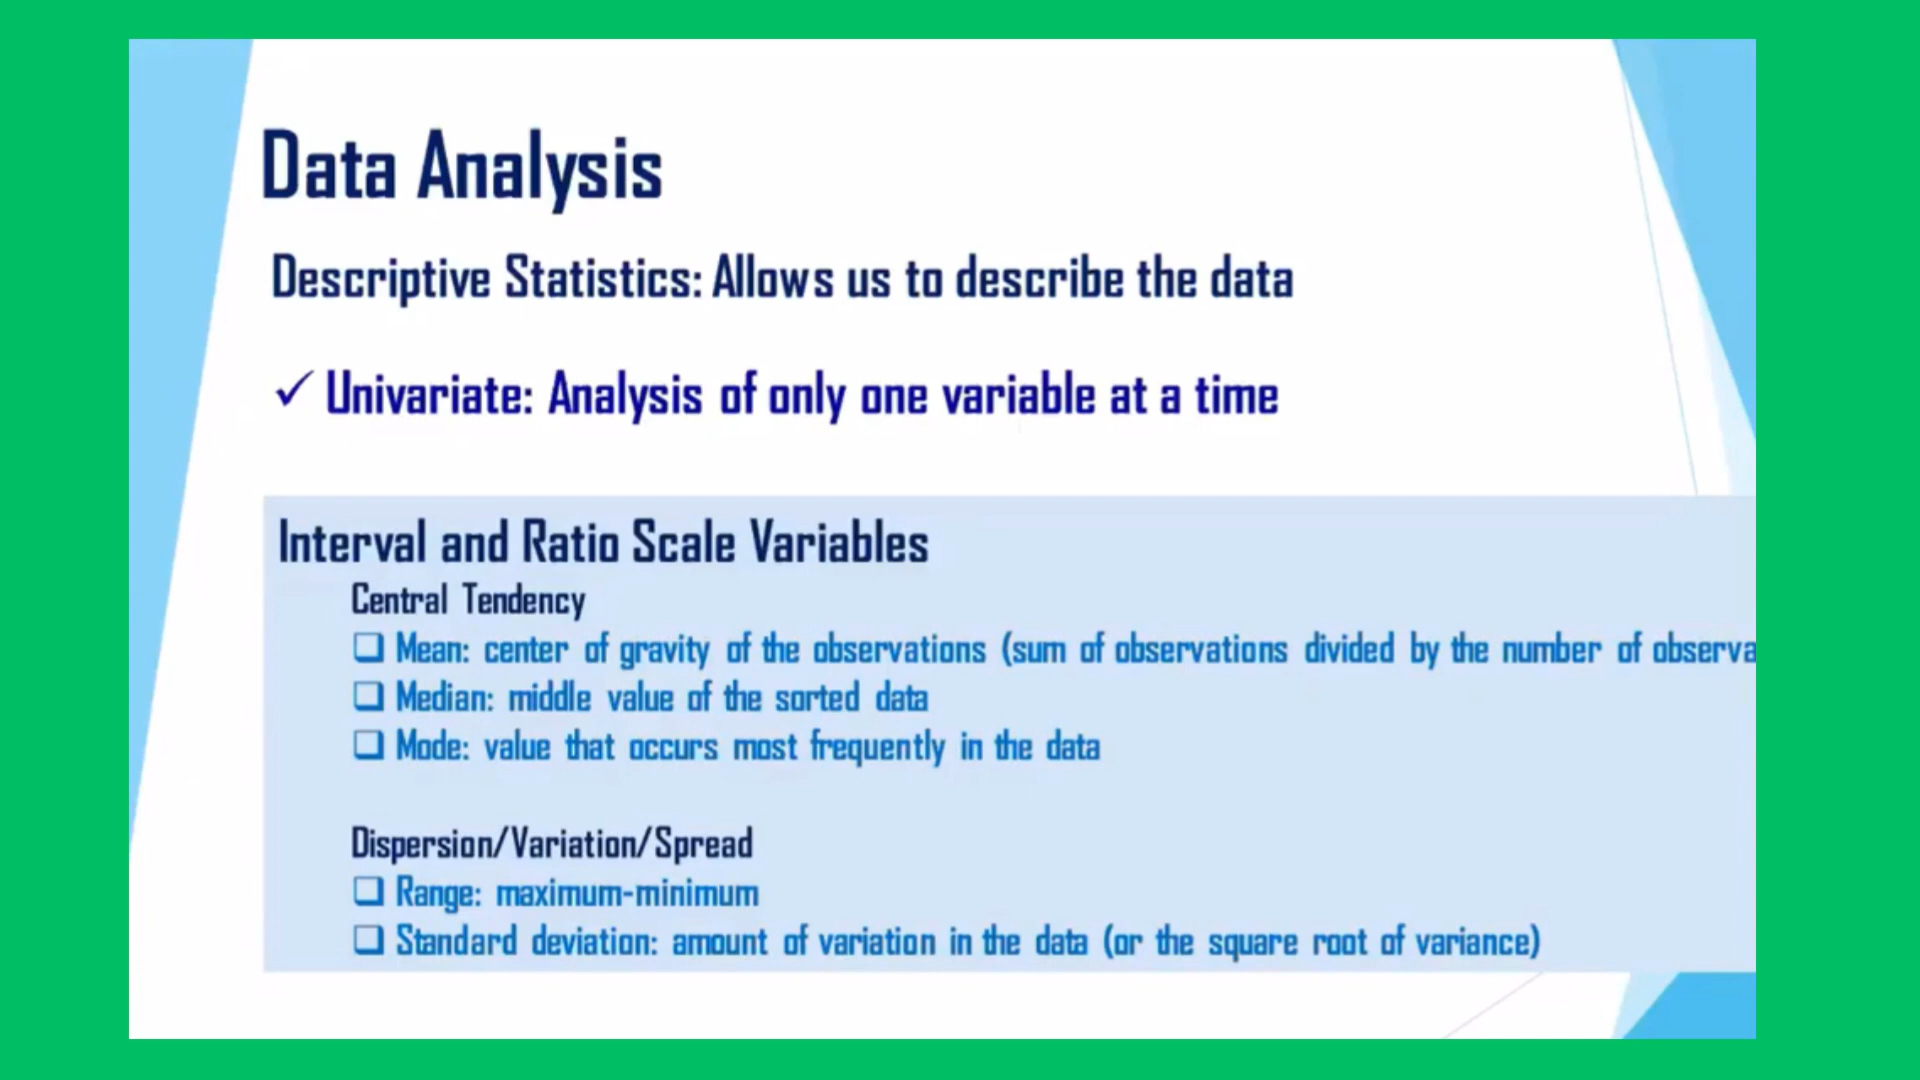 Data Analysis
Descriptive Statistics: Allows us to describe the data
✓ Univariate: Analysis of only one variable at a time
Interval and Ratio Scale Variables
Central Tendency
❑ Mean: center of gravity of the observations (sum of observations divided by the number of observa
❑ Median: middle value of the sorted data
❑ Mode: value that occurs most frequently in the data
Dispersion/Variation/Spread
❑ Range: maximum-minimum
❑ Standard deviation: amount of variation in the data (or the square root of variance)